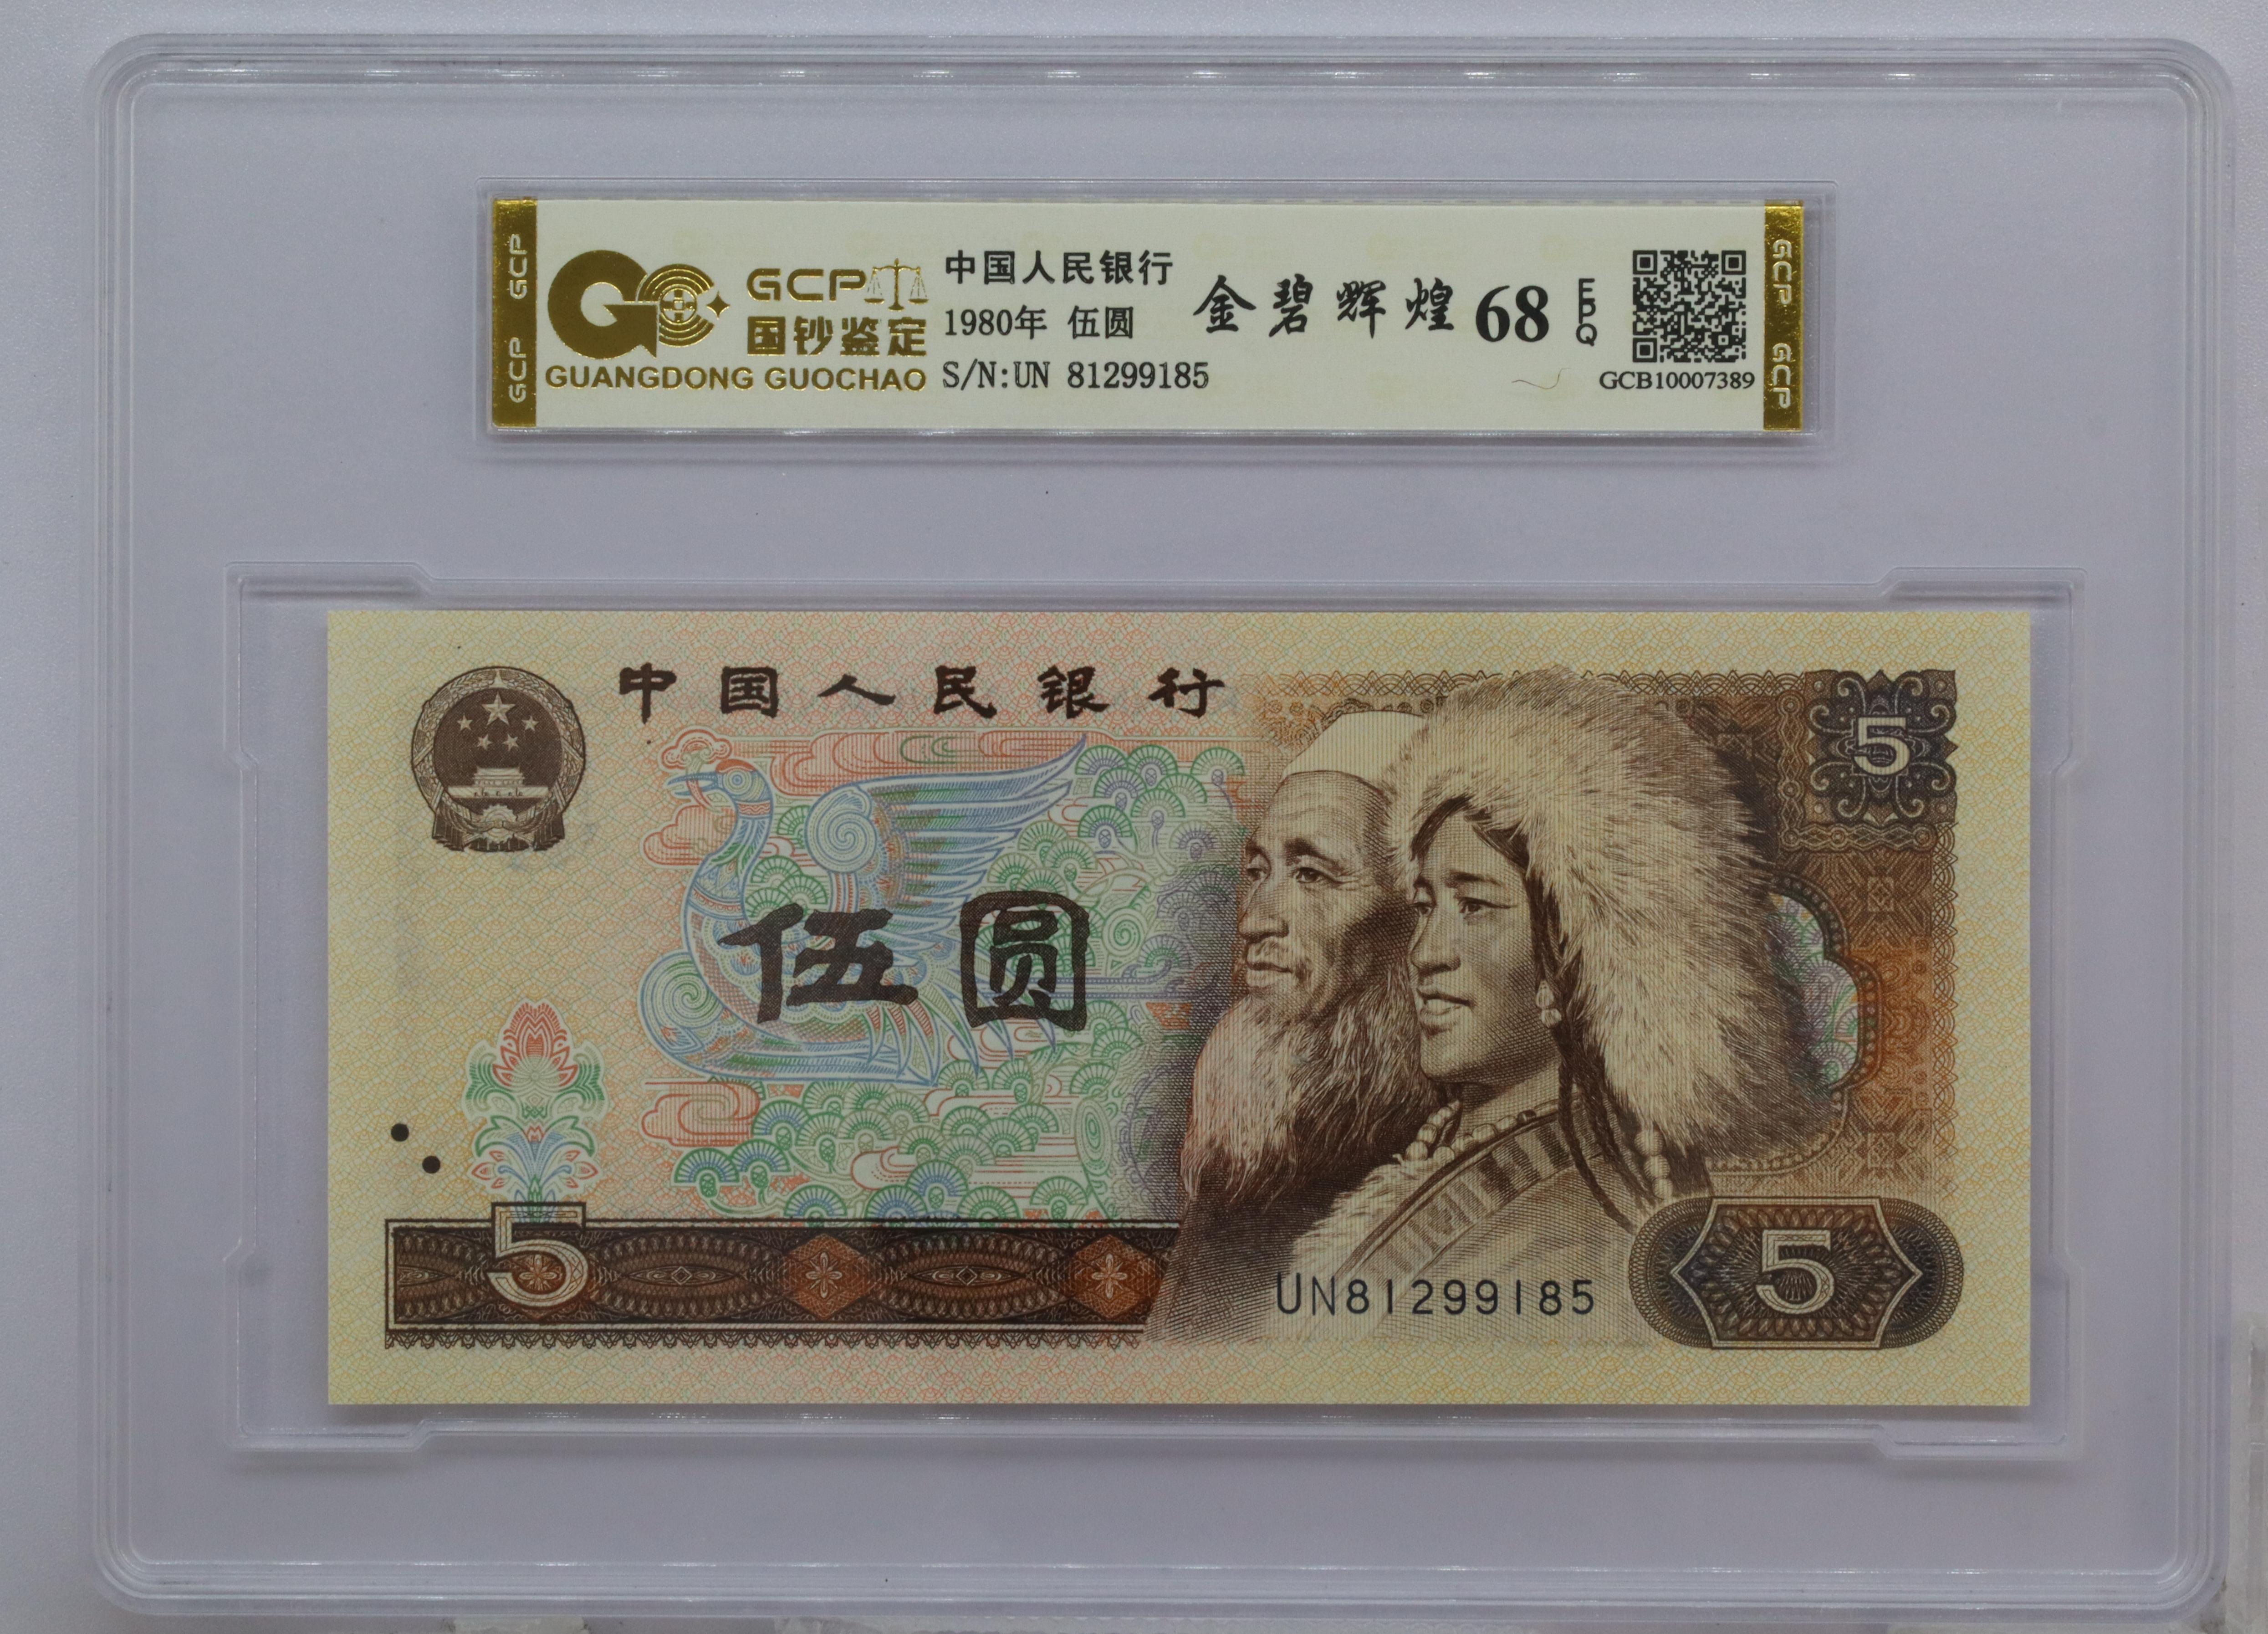 GCP GCP
GCP
国钞鉴定
GUANGDONG GUOCHAO
中国人民银行
1980年 伍圆
S/N:UN 81299185
金碧辉煌 68 EPQ
GCB10007389
GCP GCP
中国人民银行
5
伍圆
5
UN81299185
5